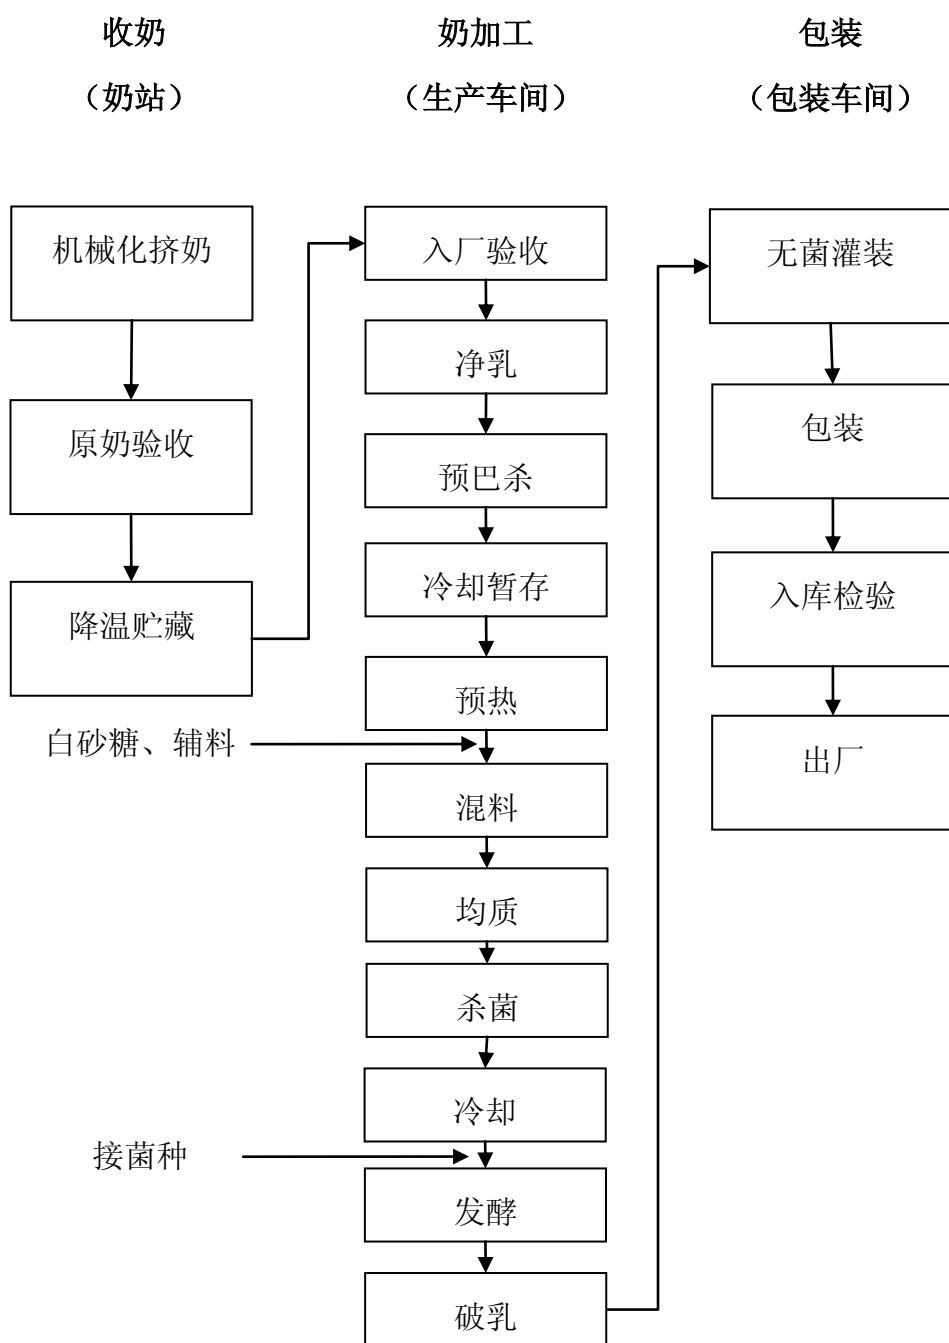 收奶
（奶站）
机械化挤奶
原奶验收
降温贮藏
奶加工
（生产车间）
入厂验收
净乳
预巴杀
冷却暂存
预热
白砂糖、辅料
混料
均质
杀菌
冷却
接菌种
发酵
破乳
包装
（包装车间）
无菌灌装
包装
入库检验
出厂